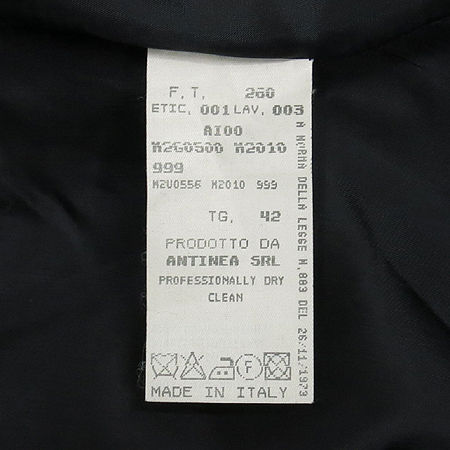 F.T. 260
ETIC. 001 LAV. 003
AI00
M2G0500 M2010
999
M2U0556 M2010 999
TG. 42
PRODOTTO DA
ANTINEA SRL
PROFESSIONALLY DRY
CLEAN
F
MADE IN ITALY
A NORMA DELLA LEGGE N.883 DEL 26/11/1973